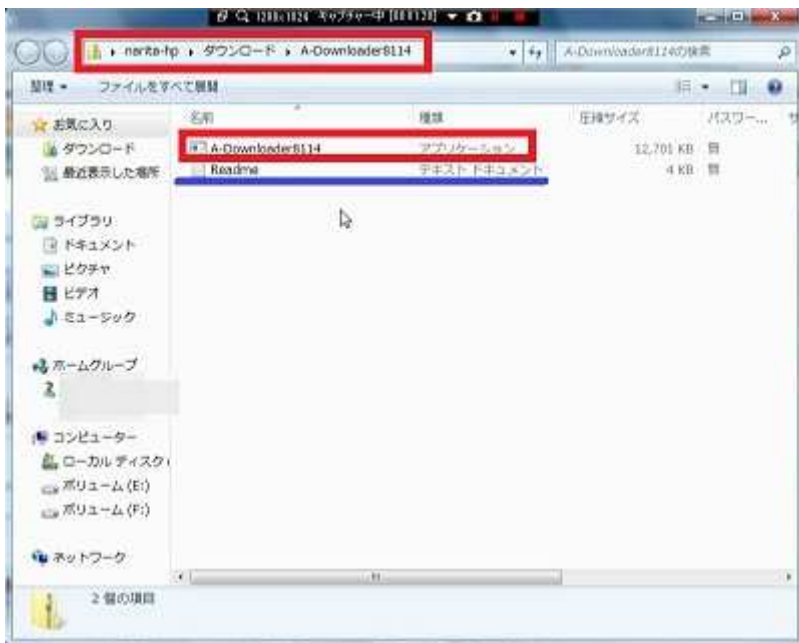 1280x1024 キャプチャー中 [00:01:20]
narita-hp ▸ ダウンロード ▸ A-Downloader8114
A-Downloader8114の検索
整理
ファイルをすべて展開
名前 種類 圧縮サイズ パスワー... サ
A-Downloader8114 アプリケーション 12,701 KB 無
Readme テキスト ドキュメント 4 KB 無
お気に入り
ダウンロード
最近表示した場所
ライブラリ
ドキュメント
ピクチャ
ビデオ
ミュージック
ホームグループ
コンピューター
ローカル ディスク (
ボリューム (E:)
ボリューム (F:)
ネットワーク
2 個の項目